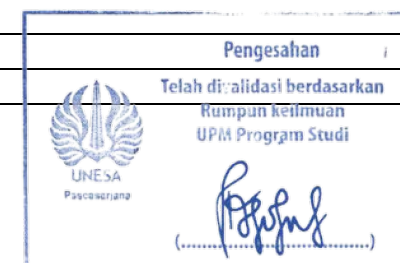 Pengesahan
Telah divalidasi berdasarkan
Rumpun keilmuan
UPM Program Studi
UNESA
Pascasarjana
(...............................)